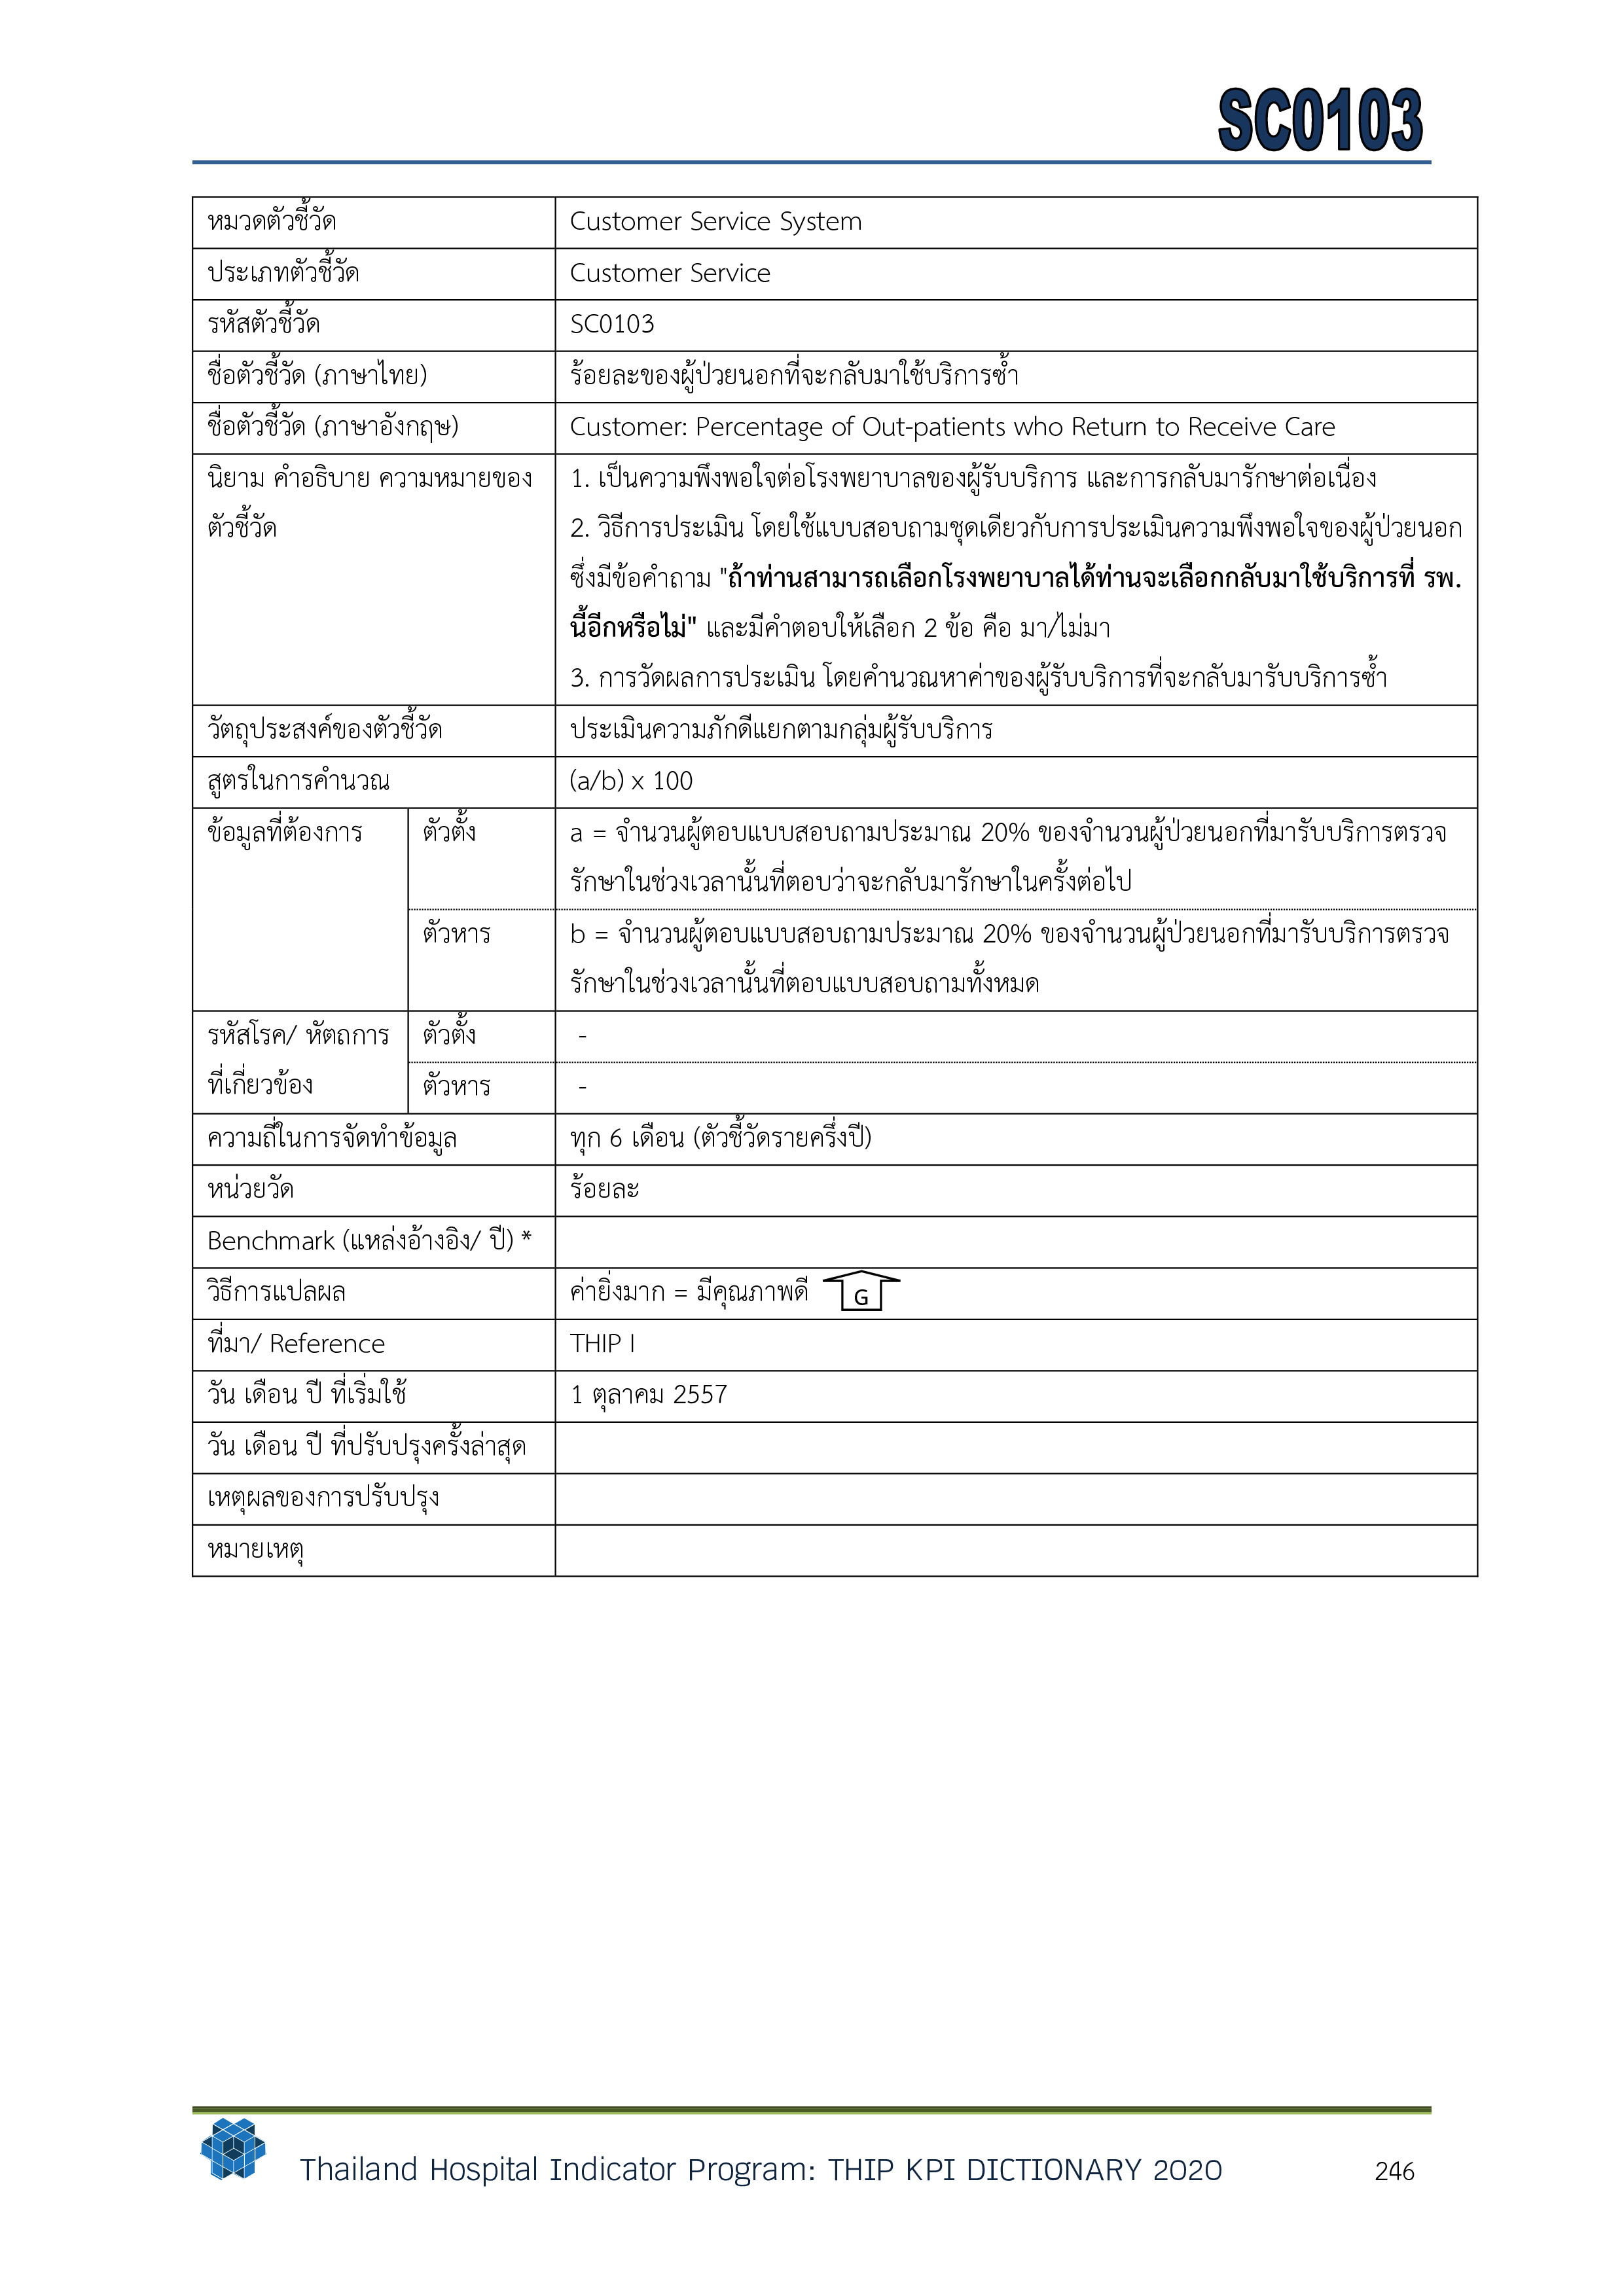 SC0103
หมวดตัวชี้วัด Customer Service System
ประเภทตัวชี้วัด Customer Service
รหัสตัวชี้วัด SC0103
ชื่อตัวชี้วัด (ภาษาไทย) ร้อยละของผู้ป่วยนอกที่จะกลับมาใช้บริการซ้ำ
ชื่อตัวชี้วัด (ภาษาอังกฤษ) Customer: Percentage of Out-patients who Return to Receive Care
นิยาม คำอธิบาย ความหมายของ 1. เป็นความพึงพอใจต่อโรงพยาบาลของผู้รับบริการ และการกลับมารักษาต่อเนื่อง
ตัวชี้วัด 2. วิธีการประเมิน โดยใช้แบบสอบถามชุดเดียวกับการประเมินความพึงพอใจของผู้ป่วยนอก
ซึ่งมีข้อคำถาม "ถ้าท่านสามารถเลือกโรงพยาบาลได้ท่านจะเลือกกลับมาใช้บริการที่ รพ.
นี้อีกหรือไม่" และมีคำตอบให้เลือก 2 ข้อ คือ มา/ไม่มา
3. การวัดผลการประเมิน โดยคำนวณหาค่าของผู้รับบริการที่จะกลับมารับบริการซ้ำ
วัตถุประสงค์ของตัวชี้วัด ประเมินความภักดีแยกตามกลุ่มผู้รับบริการ
สูตรในการคำนวณ (a/b) x 100
ข้อมูลที่ต้องการ ตัวตั้ง a = จำนวนผู้ตอบแบบสอบถามประมาณ 20% ของจำนวนผู้ป่วยนอกที่มารับบริการตรวจ
รักษาในช่วงเวลานั้นที่ตอบว่าจะกลับมารักษาในครั้งต่อไป
ตัวหาร b = จำนวนผู้ตอบแบบสอบถามประมาณ 20% ของจำนวนผู้ป่วยนอกที่มารับบริการตรวจ
รักษาในช่วงเวลานั้นที่ตอบแบบสอบถามทั้งหมด
รหัสโรค/ หัตถการ ตัวตั้ง -
ที่เกี่ยวข้อง ตัวหาร -
ความถี่ในการจัดทำข้อมูล ทุก 6 เดือน (ตัวชี้วัดรายครึ่งปี)
หน่วยวัด ร้อยละ
Benchmark (แหล่งอ้างอิง/ ปี) *
วิธีการแปลผล ค่ายิ่งมาก = มีคุณภาพดี G
ที่มา/ Reference THIP I
วัน เดือน ปี ที่เริ่มใช้ 1 ตุลาคม 2557
วัน เดือน ปี ที่ปรับปรุงครั้งล่าสุด
เหตุผลของการปรับปรุง
หมายเหตุ
Thailand Hospital Indicator Program: THIP KPI DICTIONARY 2020 246